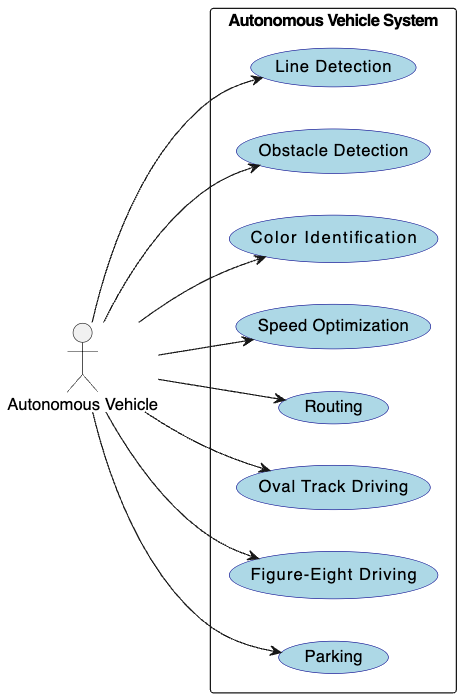 Autonomous Vehicle System
Line Detection
Obstacle Detection
Color Identification
Speed Optimization
Autonomous Vehicle
Routing
Oval Track Driving
Figure-Eight Driving
Parking